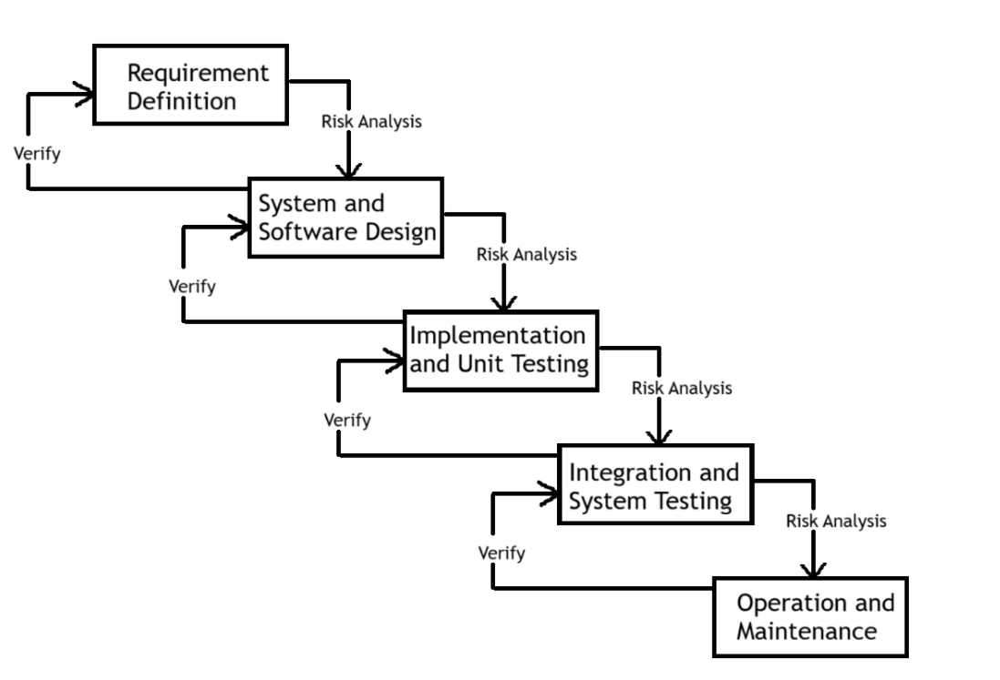 Requirement
Definition
Risk Analysis
Verify
System and
Software Design
Risk Analysis
Verify
Implementation
and Unit Testing
Risk Analysis
Verify
Integration and
System Testing
Risk Analysis
Verify
Operation and
Maintenance